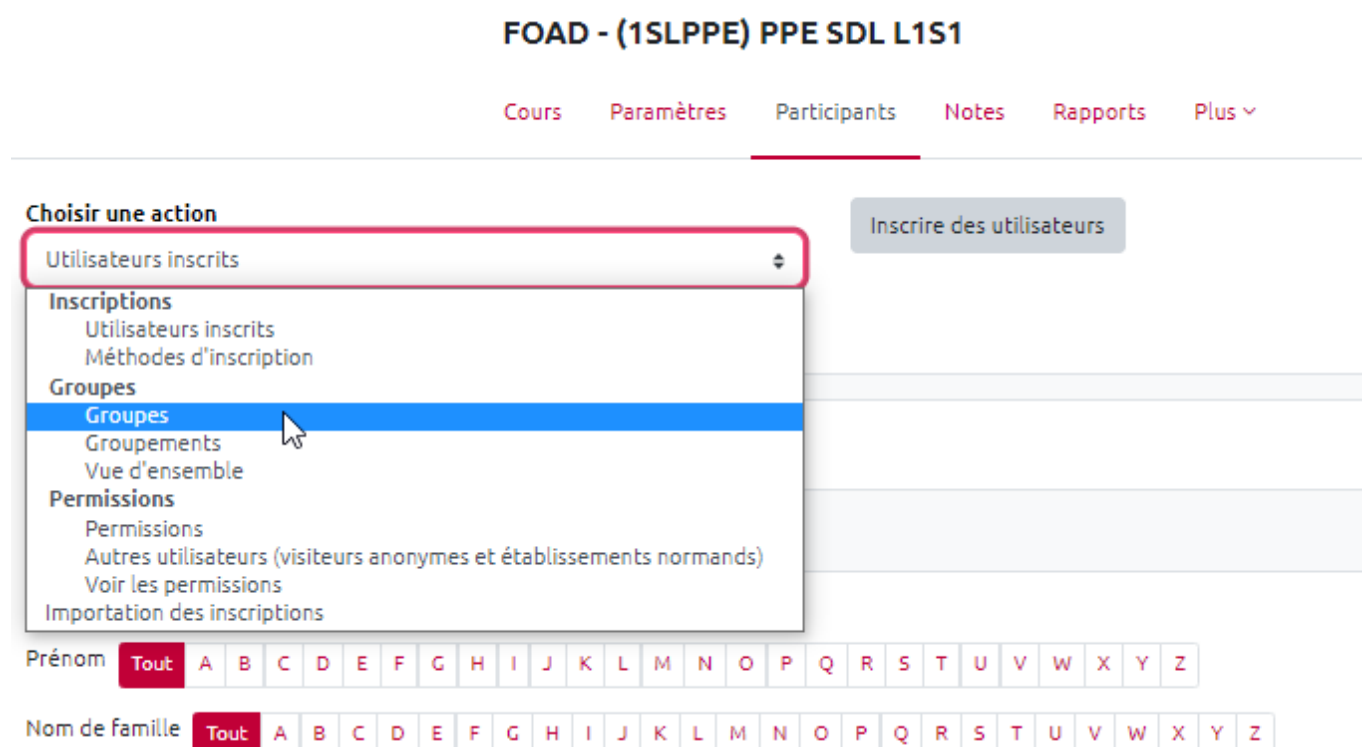 FOAD - (1SLPPE) PPE SDL L1S1
Cours Paramètres Participants Notes Rapports Plus
Choisir une action
Inscrire des utilisateurs
Utilisateurs inscrits
Inscriptions
Utilisateurs inscrits
Méthodes d'inscription
Groupes
Groupes
Groupements
Vue d'ensemble
Permissions
Permissions
Autres utilisateurs (visiteurs anonymes et établissements normands)
Voir les permissions
Importation des inscriptions
Prénom Tout A B C D E F G H I J K L M N O P Q R S T U V W X Y Z
Nom de famille Tout A B C D E F G H I J K L M N O P Q R S T U V W X Y Z